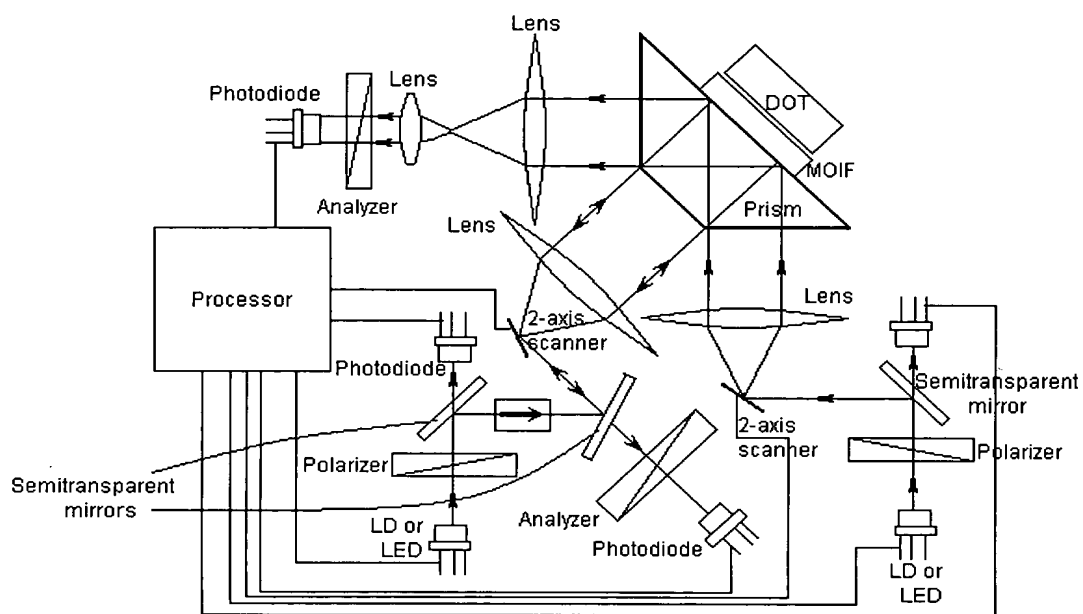 Lens
Lens
Photodiode
DOT
MOIF
Analyzer
Prism
Lens
Processor
Lens
2-axis
scanner
Photodiode
Semitransparent
mirror
2-axis
scanner
Polarizer
Polarizer
Semitransparent
mirrors
Analyzer
LD or
LED
Photodiode
LD or
LED